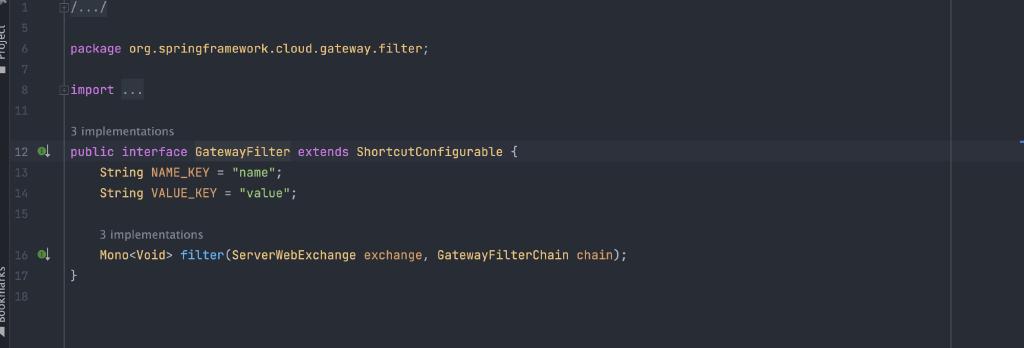 Project
Bookmarks
1 /.../
5
6 package org.springframework.cloud.gateway.filter;
7
8 import ...
11
3 implementations
12 public interface GatewayFilter extends ShortcutConfigurable {
13 String NAME_KEY = "name";
14 String VALUE_KEY = "value";
15
3 implementations
16 Mono<Void> filter(ServerWebExchange exchange, GatewayFilterChain chain);
17 }
18